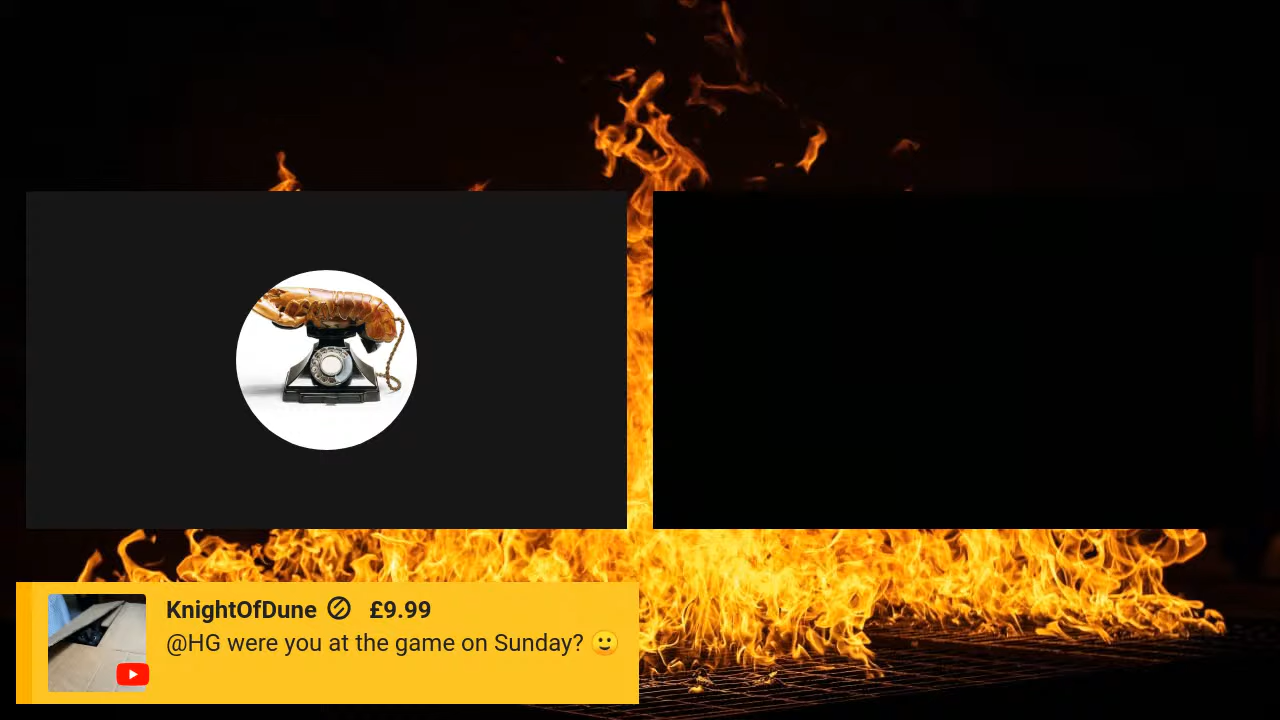 KnightOfDune £9.99
@HG were you at the game on Sunday? 🙂